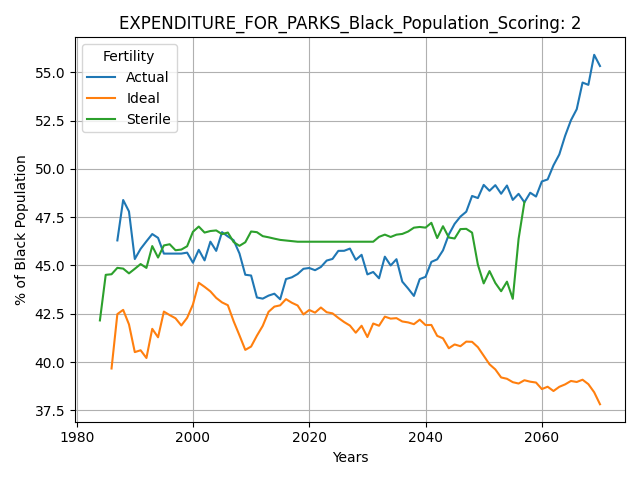 EXPENDITURE_FOR_PARKS_Black_Population_Scoring: 2
Fertility
Actual
Ideal
Sterile
55.0
52.5
50.0
47.5
45.0
42.5
40.0
37.5
% of Black Population
1980 2000 2020 2040 2060
Years